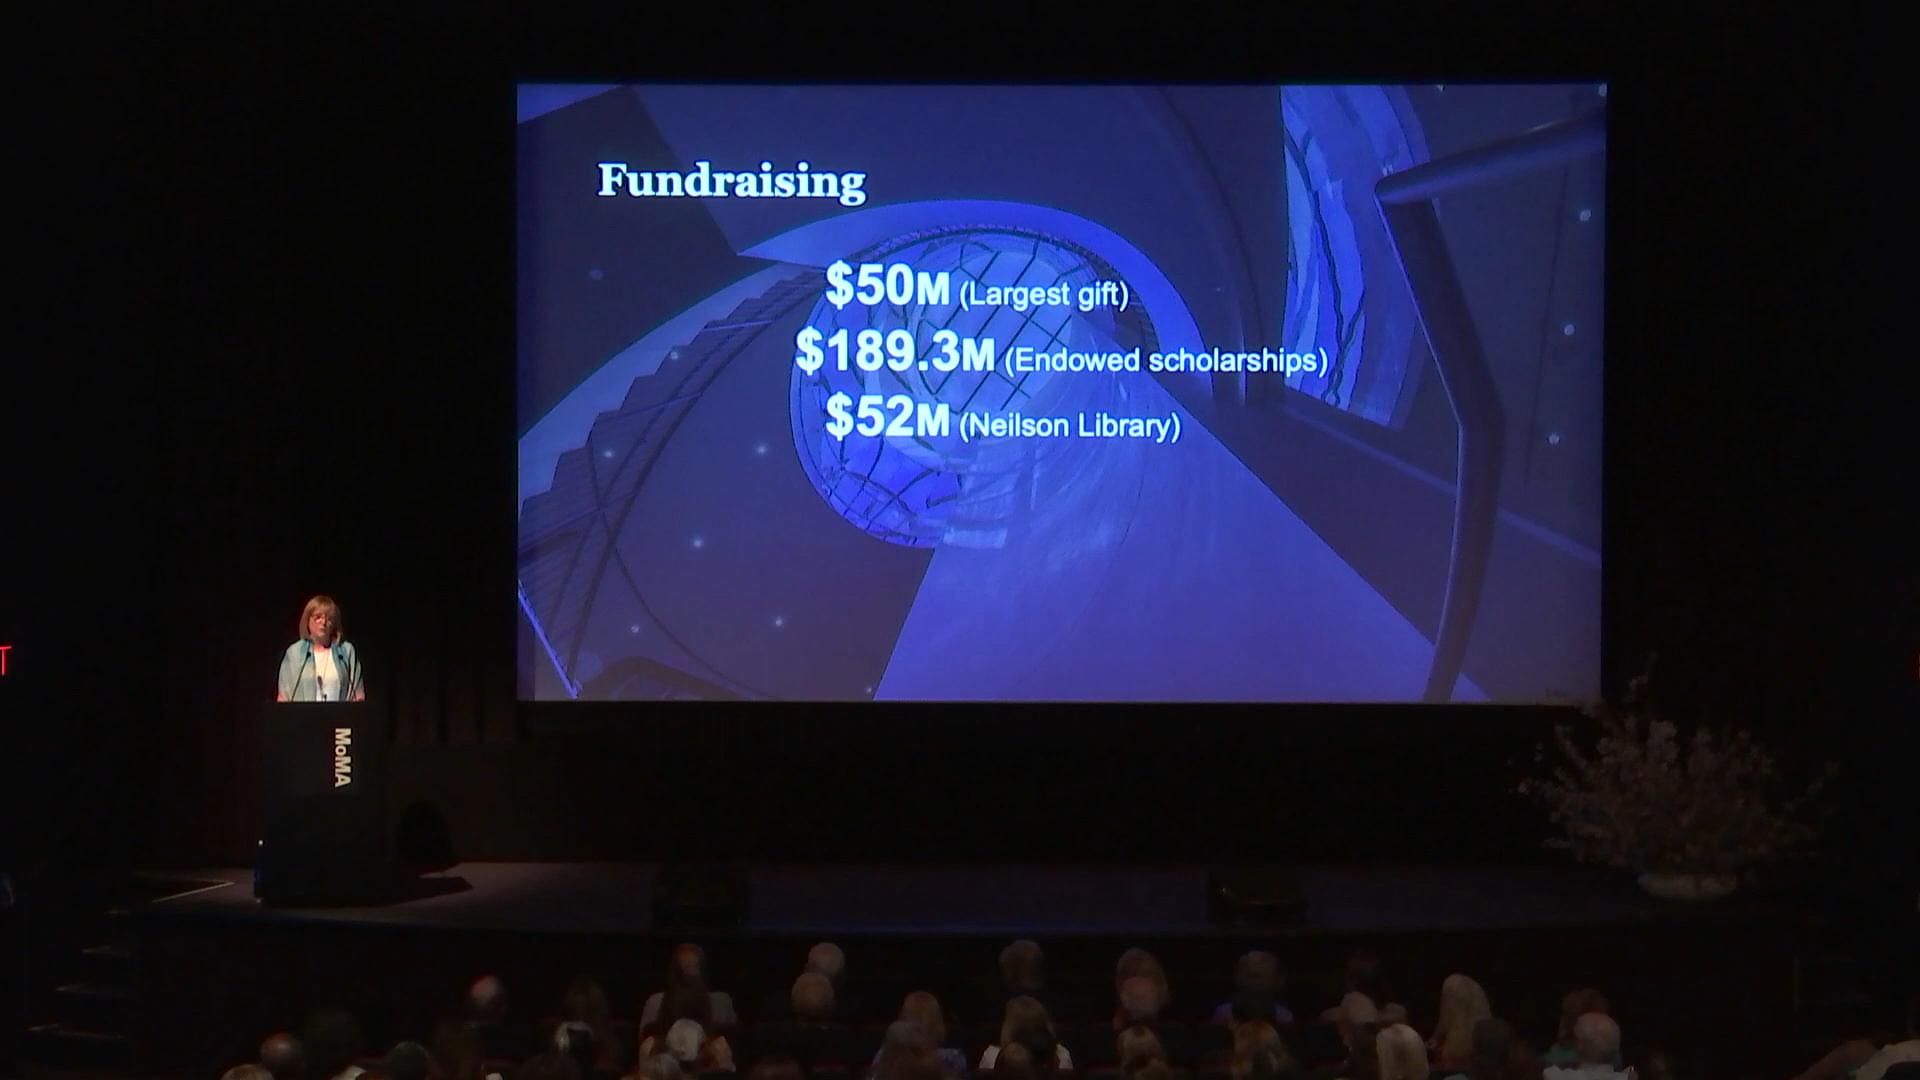 Fundraising
$50M (Largest gift)
$189.3M (Endowed scholarships)
$52M (Neilson Library)
T
MoMA